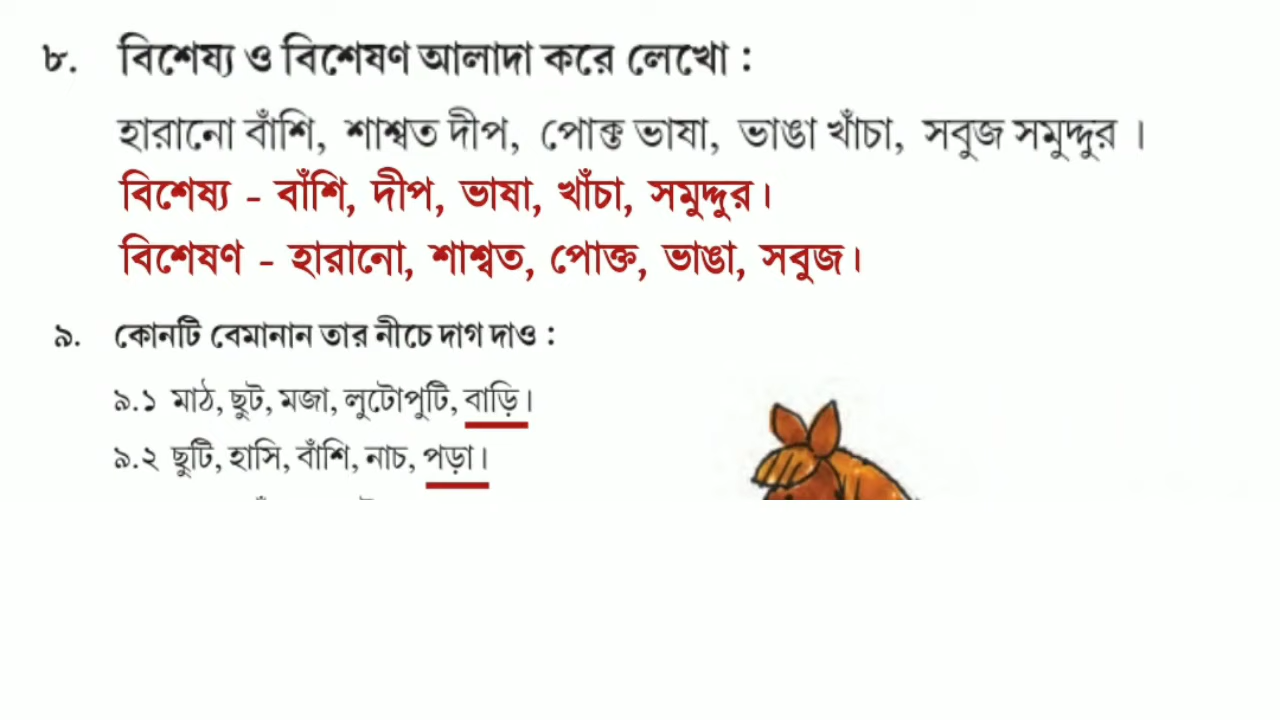 ৮. বিশেষ্য ও বিশেষণ আলাদা করে লেখো :
হারানো বাঁশি, শাশ্বত দীপ, পোক্ত ভাষা, ভাঙা খাঁচা, সবুজ সমুদ্দুর ।
বিশেষ্য - বাঁশি, দীপ, ভাষা, খাঁচা, সমুদ্দুর।
বিশেষণ - হারানো, শাশ্বত, পোক্ত, ভাঙা, সবুজ।
৯. কোনটি বেমানান তার নীচে দাগ দাও :
৯.১ মাঠ, ছুট, মজা, লুটোপুটি, বাড়ি।
৯.২ ছুটি, হাসি, বাঁশি, নাচ, পড়া।